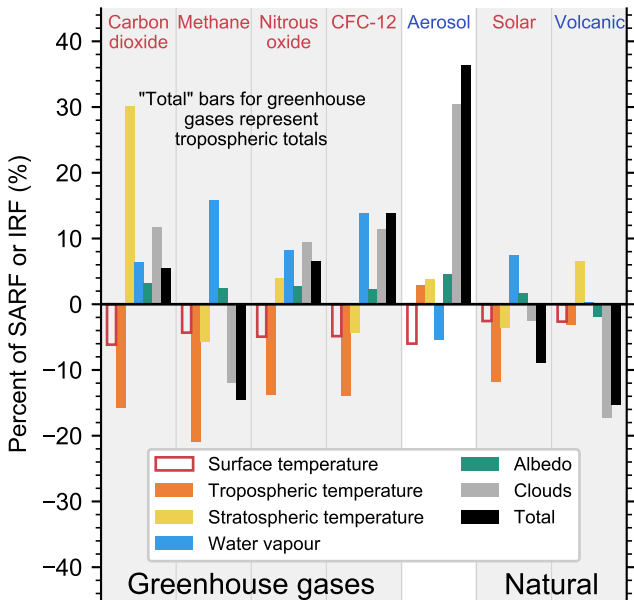 Carbon
dioxide
Methane
Nitrous
oxide
CFC-12
Aerosol
Solar
Volcanic
"Total" bars for greenhouse
gases represent
tropospheric totals
Percent of SARF or IRF (%)
40
30
20
10
0
−10
−20
−30
−40
Surface temperature
Tropospheric temperature
Stratospheric temperature
Water vapour
Albedo
Clouds
Total
Greenhouse gases
Natural